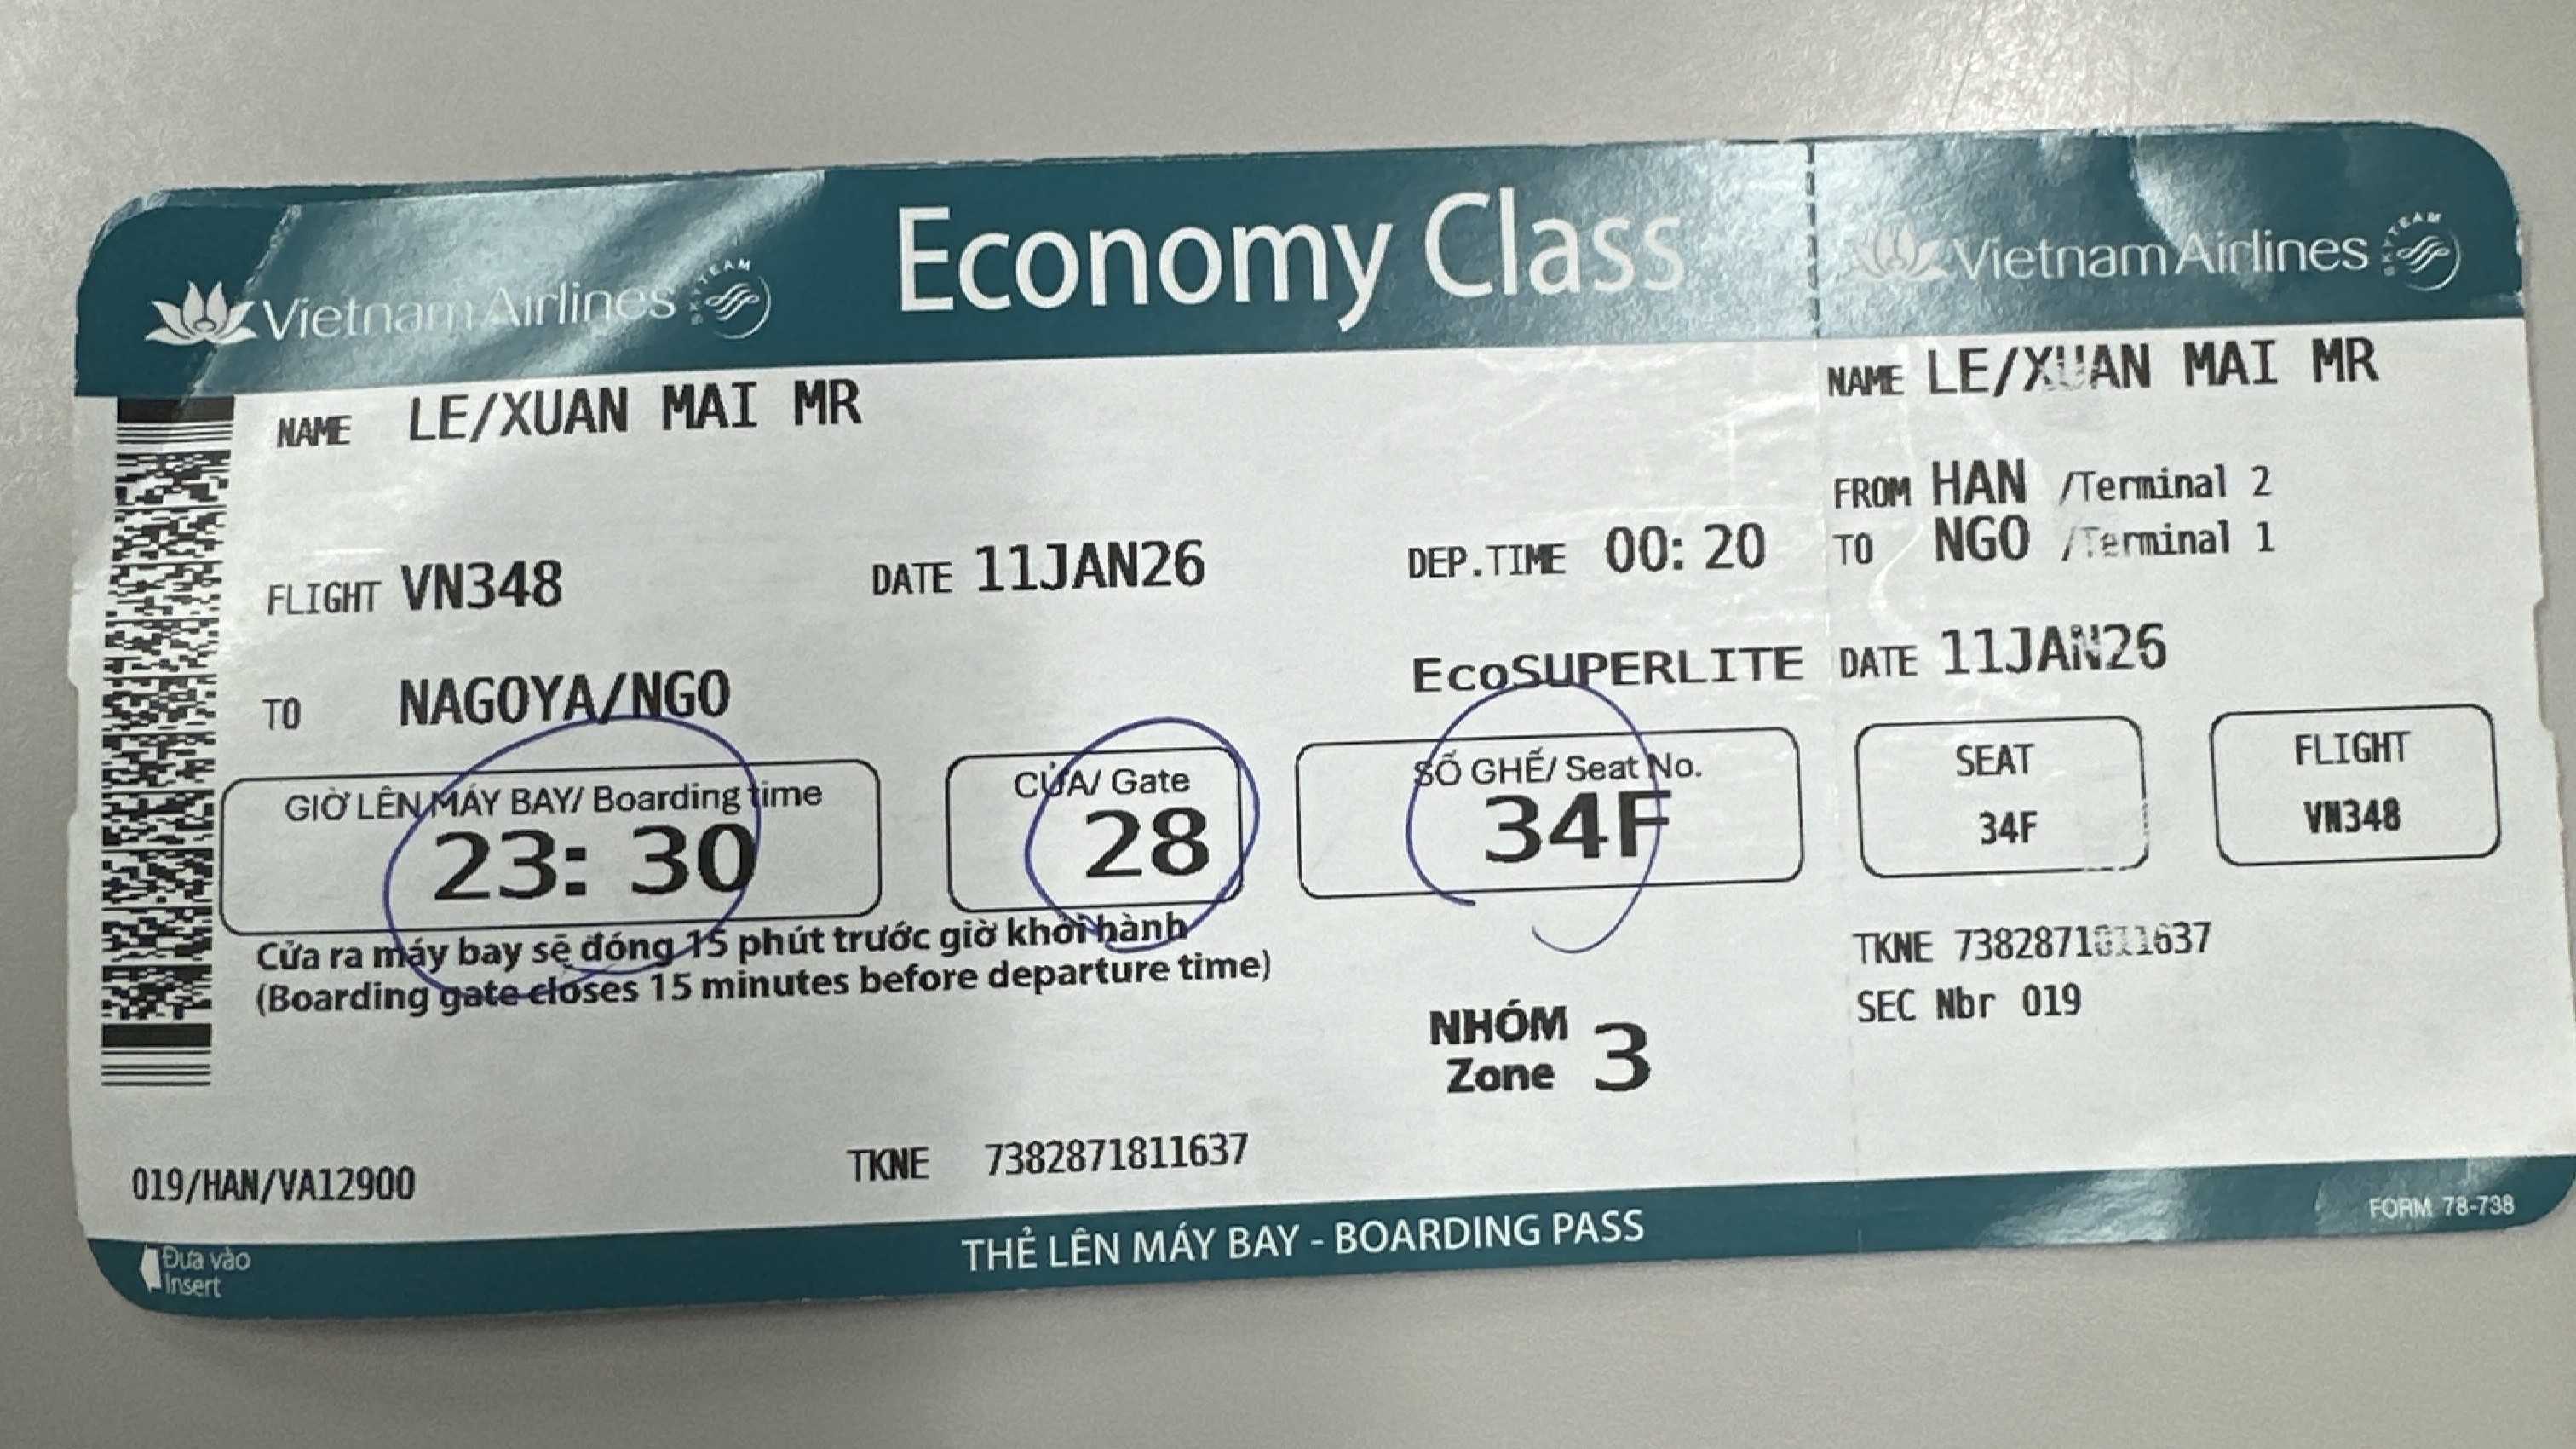 Vietnam Airlines SKYTEAM Economy Class
NAME LE/XUAN MAI MR
FLIGHT VN348 DATE 11JAN26 DEP.TIME 00: 20
TO NAGOYA/NGO EcoSUPERLITE
GIỜ LÊN MÁY BAY/ Boarding time
23: 30
CỬA/ Gate
28
SỐ GHẾ/ Seat No.
34F
Cửa ra máy bay sẽ đóng 15 phút trước giờ khởi hành
(Boarding gate closes 15 minutes before departure time)
NHÓM
Zone 3
019/HAN/VA12900 TKNE 7382871811637
Đưa vào
Insert
THẺ LÊN MÁY BAY - BOARDING PASS
Vietnam Airlines SKYTEAM
NAME LE/XUAN MAI MR
FROM HAN /Terminal 2
TO NGO /Terminal 1
DATE 11JAN26
SEAT
34F
FLIGHT
VN348
TKNE 7382871811637
SEC Nbr 019
FORM 78-738